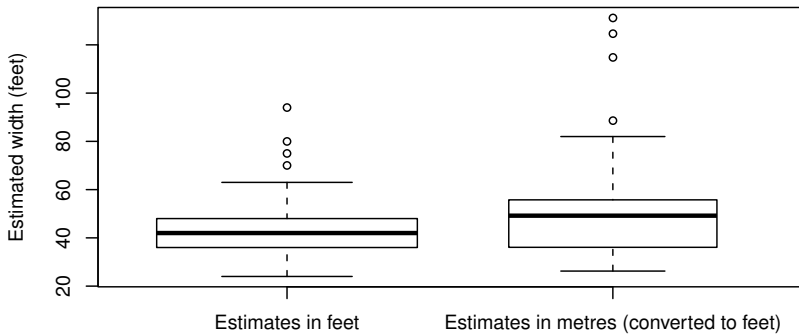 Estimated width (feet)
100
80
60
40
20
Estimates in feet
Estimates in metres (converted to feet)